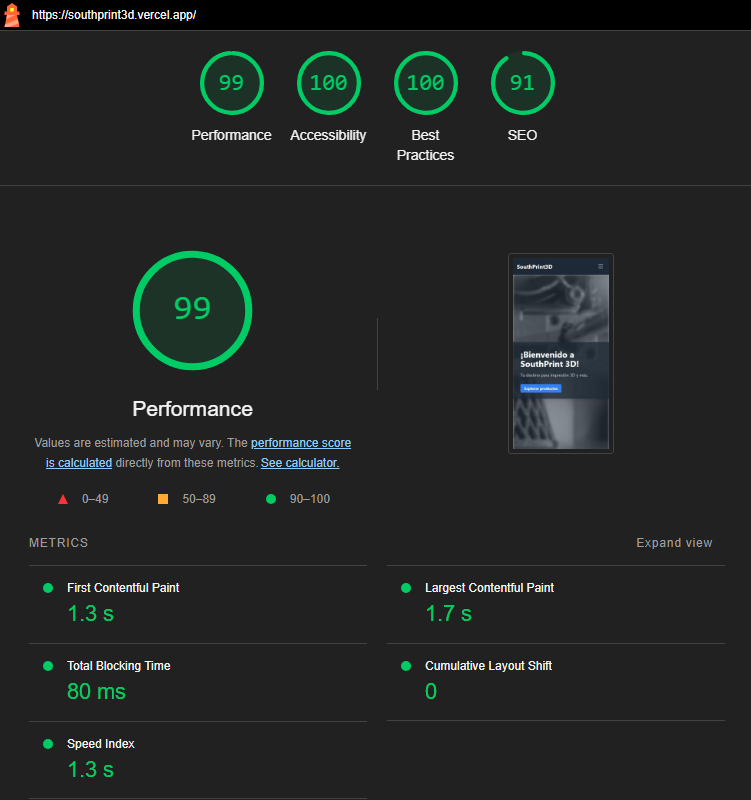 https://southprint3d.vercel.app/
99
100
100
91
Performance
Accessibility
Best
Practices
SEO
99
Performance
Values are estimated and may vary. The performance score
is calculated directly from these metrics. See calculator.
0–49
50–89
90–100
SouthPrint3D
¡Bienvenido a
SouthPrint 3D!
Tu destino para impresión 3D y más.
Explorar productos
METRICS
Expand view
First Contentful Paint
1.3 s
Largest Contentful Paint
1.7 s
Total Blocking Time
80 ms
Cumulative Layout Shift
0
Speed Index
1.3 s